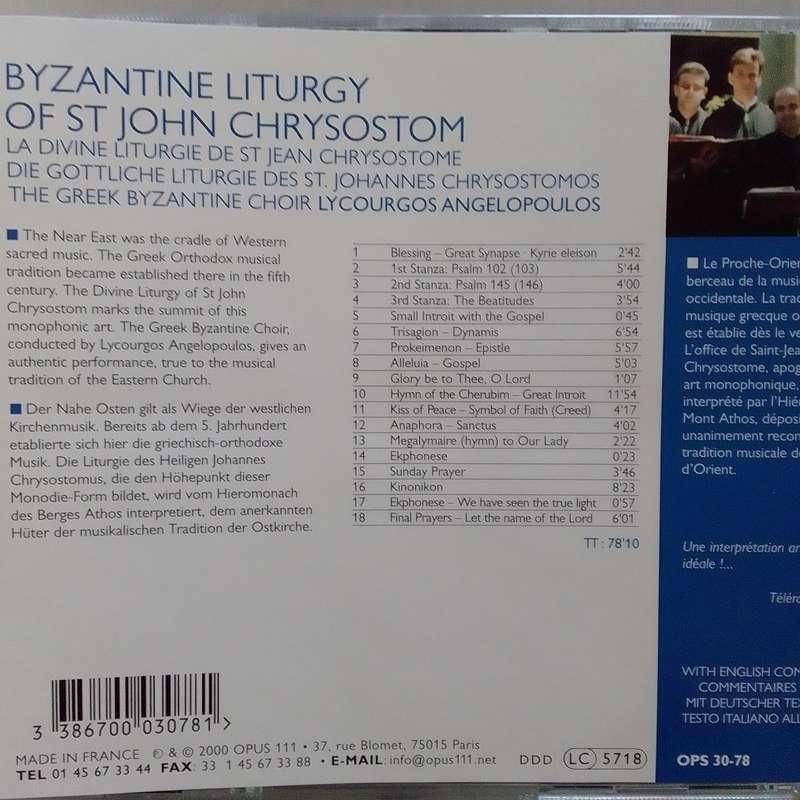 BYZANTINE LITURGY
OF ST JOHN CHRYSOSTOM
LA DIVINE LITURGIE DE ST JEAN CHRYSOSTOME
DIE GOTTLICHE LITURGIE DES ST. JOHANNES CHRYSOSTOMOS
THE GREEK BYZANTINE CHOIR LYCOURGOS ANGELOPOULOS
The Near East was the cradle of Western
sacred music. The Greek Orthodox musical
tradition became established there in the fifth
century. The Divine Liturgy of St John
Chrysostom marks the summit of this
monophonic art. The Greek Byzantine Choir,
conducted by Lycourgos Angelopoulos, gives an
authentic performance, true to the musical
tradition of the Eastern Church.
Der Nahe Osten gilt als Wiege der westlichen
Kirchenmusik. Bereits ab dem 5. Jahrhundert
etablierte sich hier die griechisch-orthodoxe
Musik. Die Liturgie des Heiligen Johannes
Chrysostomus, die den Höhepunkt dieser
Monodie-Form bildet, wird vom Hieromonach
des Berges Athos interpretiert, dem anerkannten
Hüter der musikalischen Tradition der Ostkirche.
1 Blessing – Great Synapse · Kyrie eleison 2'42
2 1st Stanza: Psalm 102 (103) 5'44
3 2nd Stanza: Psalm 145 (146) 4'00
4 3rd Stanza: The Beatitudes 3'54
5 Small Introit with the Gospel 0'45
6 Trisagion – Dynamis 6'54
7 Prokeimenon – Epistle 5'57
8 Alleluia – Gospel 5'03
9 Glory be to Thee, O Lord 1'07
10 Hymn of the Cherubim – Great Introit 11'54
11 Kiss of Peace – Symbol of Faith (Creed) 4'17
12 Anaphora – Sanctus 4'02
13 Megalymaire (hymn) to Our Lady 2'22
14 Ekphonese 0'23
15 Sunday Prayer 3'46
16 Kinonikon 8'23
17 Ekphonese – We have seen the true light 0'57
18 Final Prayers – Let the name of the Lord 6'01
TT : 78'10
Le Proche-Orien
berceau de la musiq
occidentale. La trad
musique grecque o
est établie dès le ve
L'office de Saint-Jea
Chrysostome, apog
art monophonique,
interprété par l'Hié
Mont Athos, dépos
unanimement recon
tradition musicale d
d'Orient.
Une interprétation
idéale !...
Téléra
WITH ENGLISH COM
COMMENTAIRES
MIT DEUTSCHER TE
TESTO ITALIANO ALL
3 386700 030781 >
MADE IN FRANCE ℗ & © 2000 OPUS 111 • 37, rue Blomet, 75015 Paris
TEL 01 45 67 33 44 FAX: 33 1 45 67 33 88 • E-MAIL: info@opus111.net
DDD LC 5718
OPS 30-78